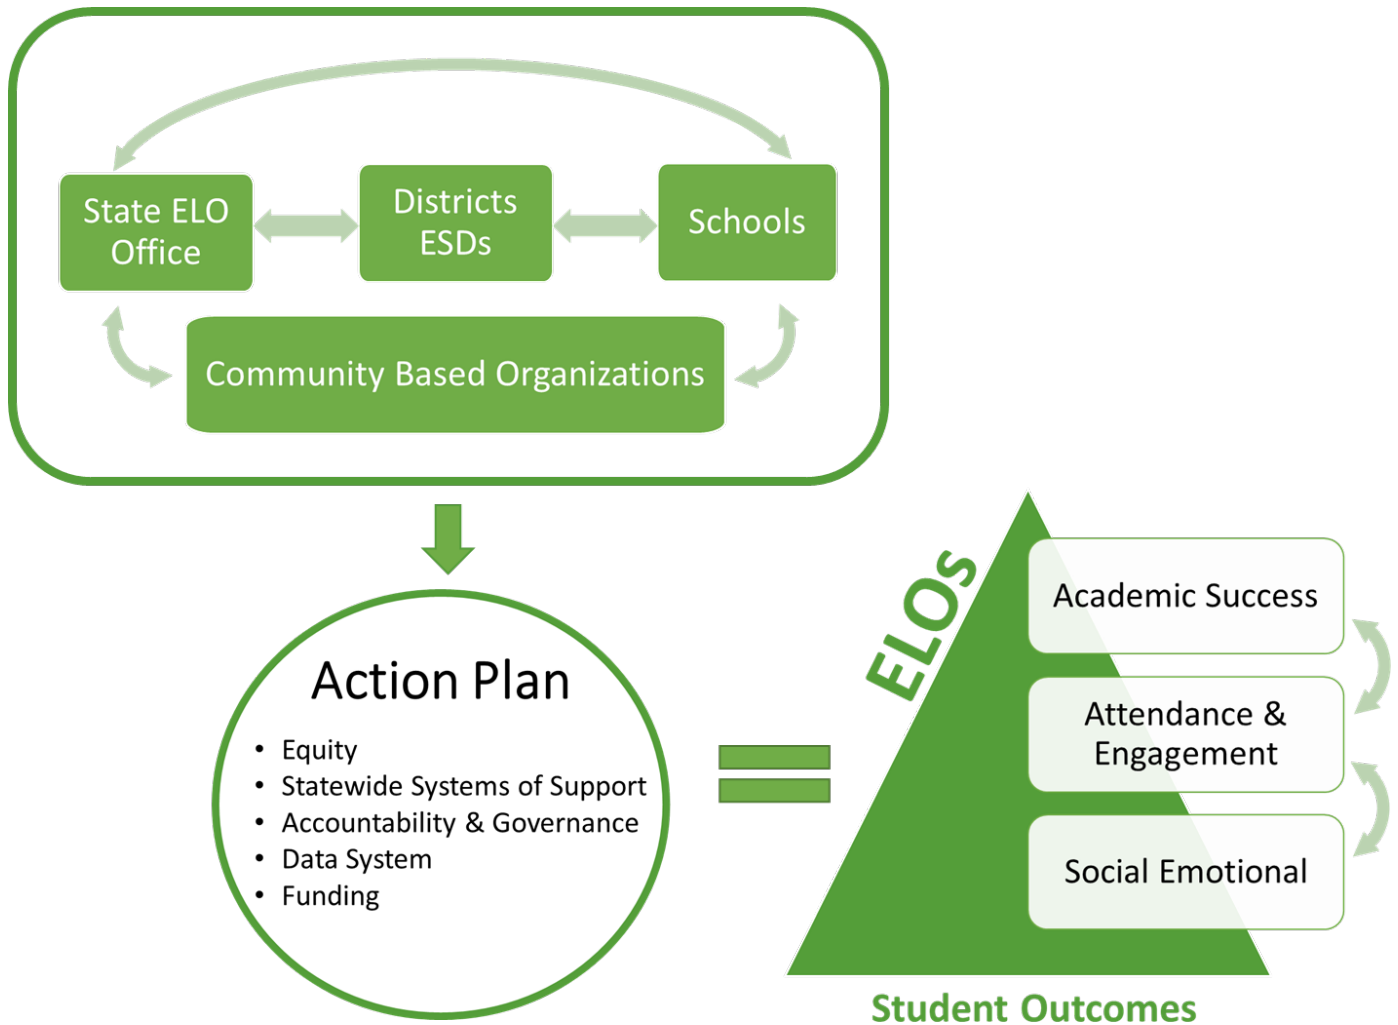 State ELO
Office
Districts
ESDs
Schools
Community Based Organizations
Action Plan
• Equity
• Statewide Systems of Support
• Accountability & Governance
• Data System
• Funding
ELOs
Academic Success
Attendance &
Engagement
Social Emotional
Student Outcomes